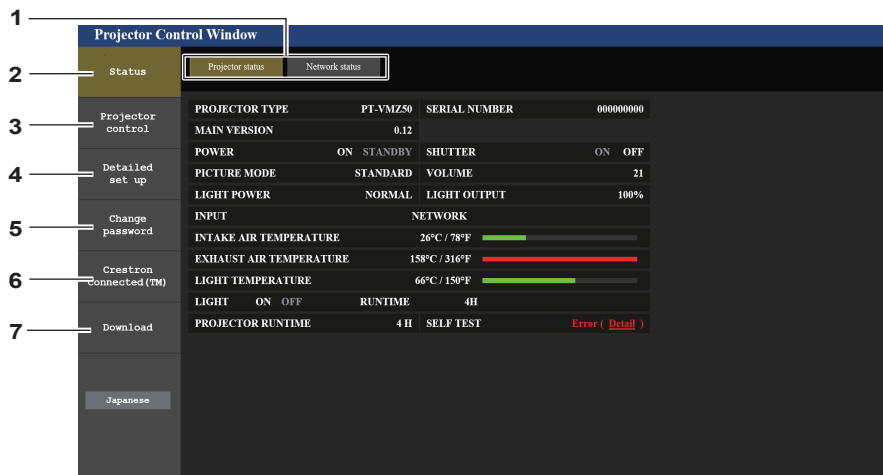 1
Projector Control Window
2
Status
Projector status Network status
3
Projector
control
4
Detailed
set up
5
Change
password
6
Crestron
Connected(TM)
7
Download
Japanese
PROJECTOR TYPE PT-VMZ50 SERIAL NUMBER 000000000
MAIN VERSION 0.12
POWER ON STANDBY SHUTTER ON OFF
PICTURE MODE STANDARD VOLUME 21
LIGHT POWER NORMAL LIGHT OUTPUT 100%
INPUT NETWORK
INTAKE AIR TEMPERATURE 26°C / 78°F
EXHAUST AIR TEMPERATURE 158°C / 316°F
LIGHT TEMPERATURE 66°C / 150°F
LIGHT ON OFF RUNTIME 4H
PROJECTOR RUNTIME 4 H SELF TEST Error ( Detail )